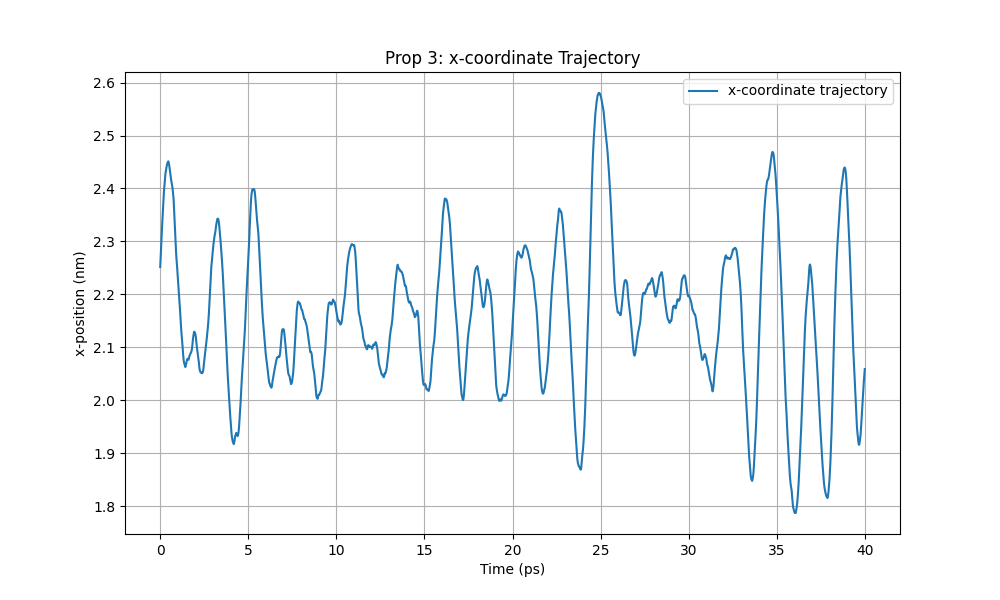 Prop 3: x-coordinate Trajectory
x-coordinate trajectory
x-position (nm)
2.6
2.5
2.4
2.3
2.2
2.1
2.0
1.9
1.8
0 5 10 15 20 25 30 35 40
Time (ps)